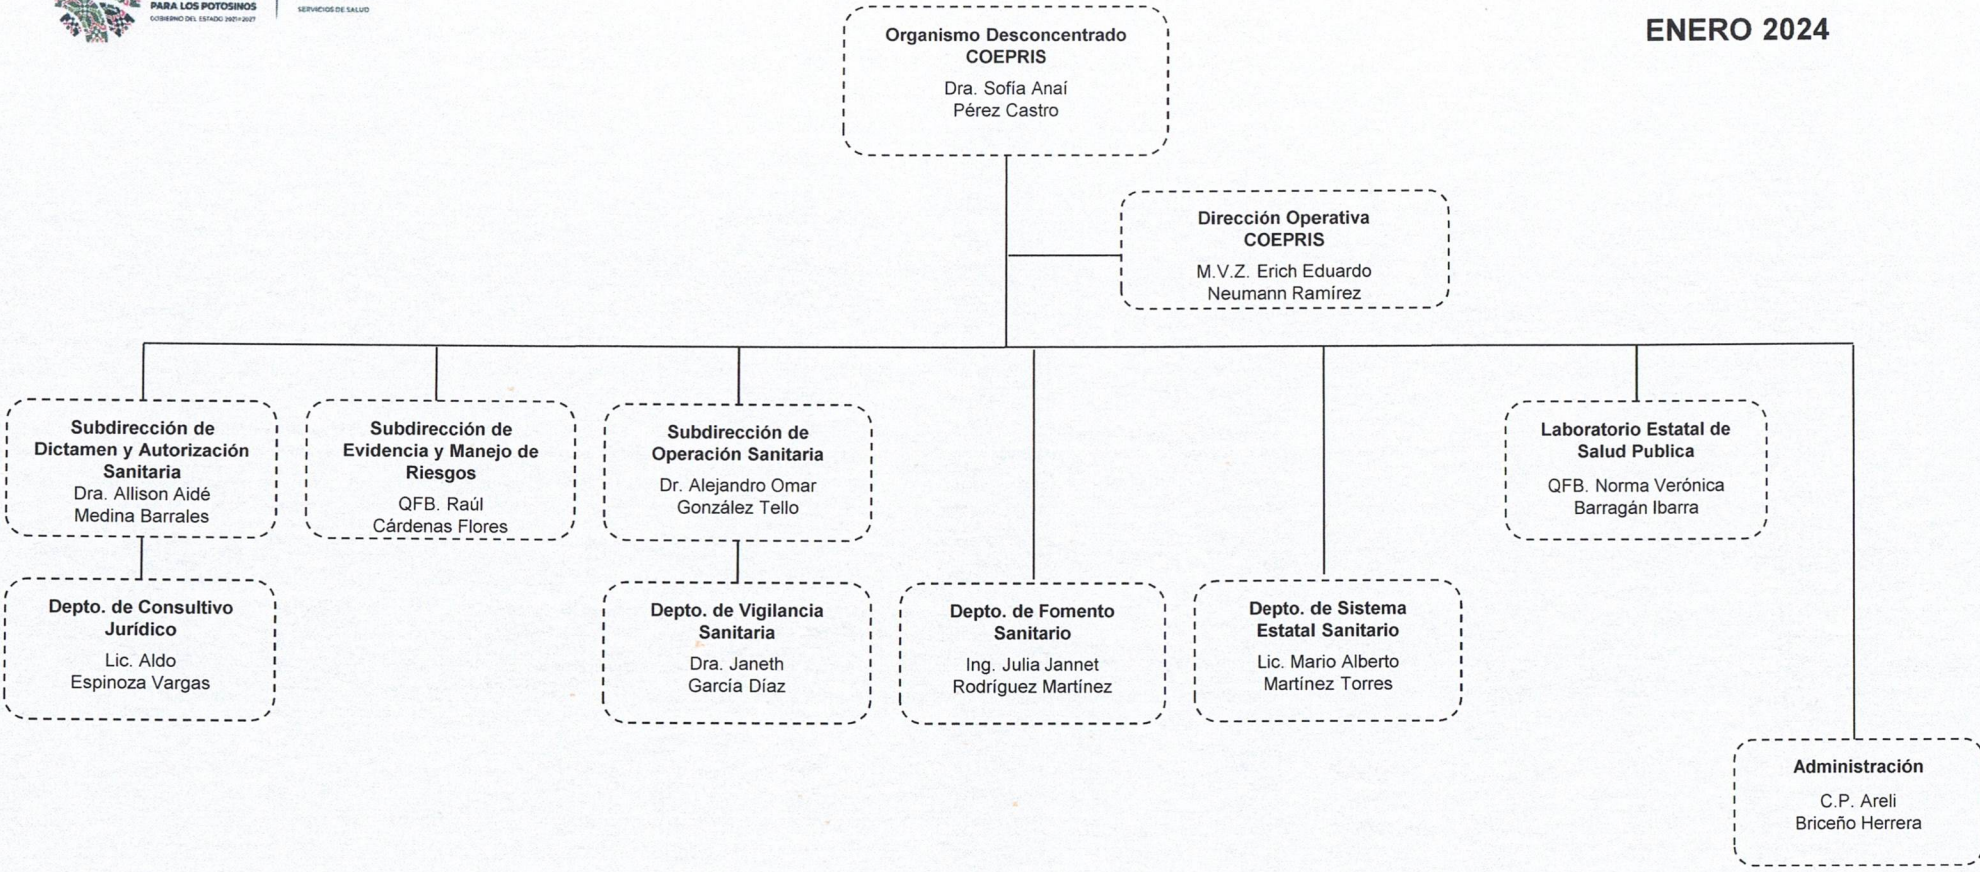 PARA LOS POTOSINOS
GOBIERNO DEL ESTADO 2021•2027
SERVICIOS DE SALUD
ENERO 2024
Organismo Desconcentrado
COEPRIS
Dra. Sofía Anaí
Pérez Castro
Dirección Operativa
COEPRIS
M.V.Z. Erich Eduardo
Neumann Ramírez
Subdirección de
Dictamen y Autorización
Sanitaria
Dra. Allison Aidé
Medina Barrales
Subdirección de
Evidencia y Manejo de
Riesgos
QFB. Raúl
Cárdenas Flores
Subdirección de
Operación Sanitaria
Dr. Alejandro Omar
González Tello
Laboratorio Estatal de
Salud Publica
QFB. Norma Verónica
Barragán Ibarra
Depto. de Consultivo
Jurídico
Lic. Aldo
Espinoza Vargas
Depto. de Vigilancia
Sanitaria
Dra. Janeth
García Díaz
Depto. de Fomento
Sanitario
Ing. Julia Jannet
Rodríguez Martínez
Depto. de Sistema
Estatal Sanitario
Lic. Mario Alberto
Martínez Torres
Administración
C.P. Areli
Briceño Herrera